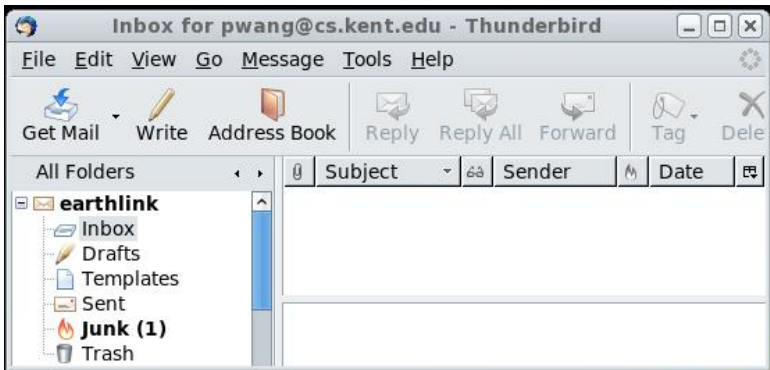 Inbox for pwang@cs.kent.edu - Thunderbird
File Edit View Go Message Tools Help
Get Mail Write Address Book Reply Reply All Forward Tag Dele
All Folders Subject Sender Date
earthlink
Inbox
Drafts
Templates
Sent
Junk (1)
Trash